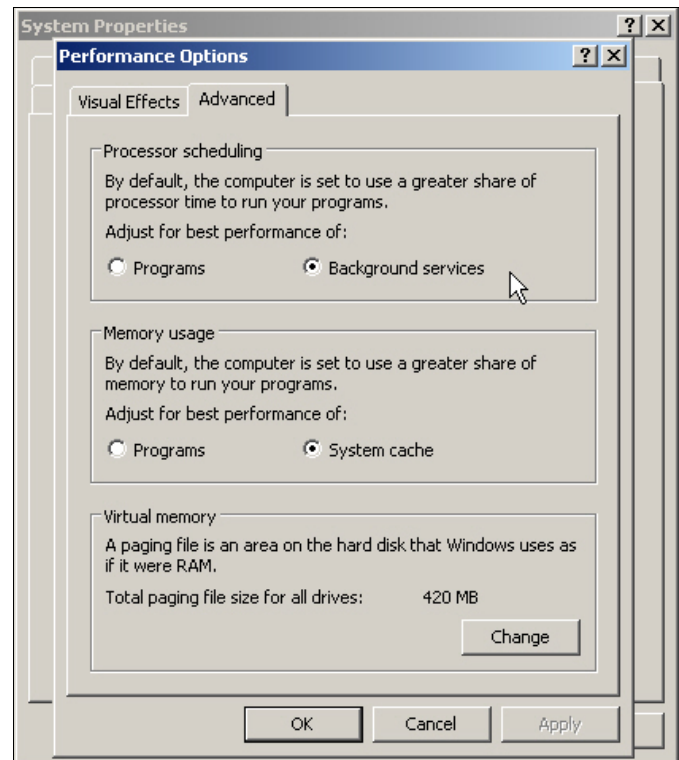 System Properties
Performance Options
Visual Effects
Advanced
Processor scheduling
By default, the computer is set to use a greater share of
processor time to run your programs.
Adjust for best performance of:
Programs
Background services
Memory usage
By default, the computer is set to use a greater share of
memory to run your programs.
Adjust for best performance of:
Programs
System cache
Virtual memory
A paging file is an area on the hard disk that Windows uses as
if it were RAM.
Total paging file size for all drives: 420 MB
Change
OK
Cancel
Apply